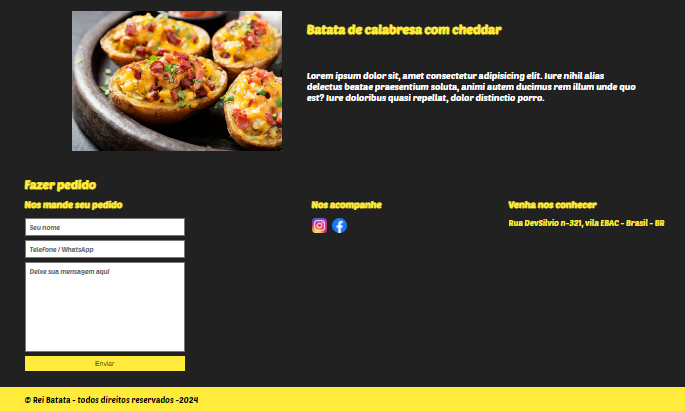 Batata de calabresa com cheddar
Lorem ipsum dolor sit, amet consectetur adipisicing elit. Iure nihil alias
delectus beatae praesentium soluta, animi autem ducimus rem illum unde quo
est? Iure doloribus quasi repellat, dolor distinctio porro.
Fazer pedido
Nos mande seu pedido
Seu nome
Telefone / WhatsApp
Deixe sua mensagem aqui
Enviar
Nos acompanhe
Venha nos conhecer
Rua DevSilvio n-321, vila EBAC - Brasil - BR
© Rei Batata - todos direitos reservados -2024